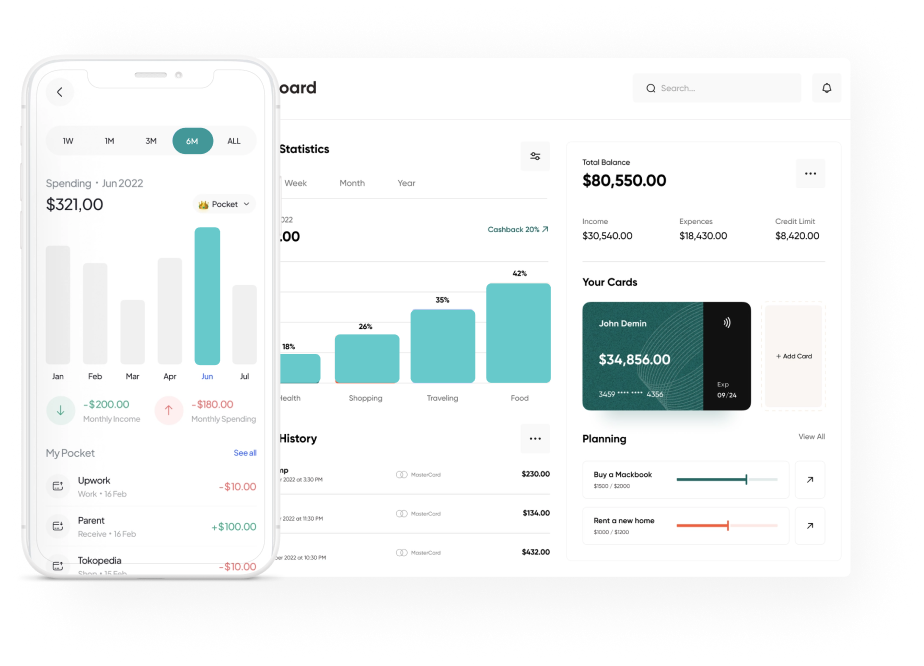 1W 1M 3M 6M ALL
Spending • Jun 2022
$321,00
Pocket
Jan Feb Mar Apr Jun Jul
-$200.00
Monthly Income
-$180.00
Monthly Spending
My Pocket
See all
Upwork
Work • 16 Feb
-$10.00
Parent
Receive • 16 Feb
+$100.00
Tokopedia
-$10.00
oard
Search...
Statistics
Week Month Year
022
.00
Cashback 20%
18%
26%
35%
42%
Health Shopping Traveling Food
History
mp
2022 at 3:30 PM
MasterCard
$230.00
2022 at 11:30 PM
MasterCard
$134.00
ber 2022 at 10:30 PM
MasterCard
$432.00
Total Balance
$80,550.00
Income
$30,540.00
Expences
$18,430.00
Credit Limit
$8,420.00
Your Cards
John Demin
$34,856.00
3459 **** **** 4356
Exp
09/24
+ Add Card
Planning
View All
Buy a Mackbook
$1500 / $2000
Rent a new home
$1000 / $1200